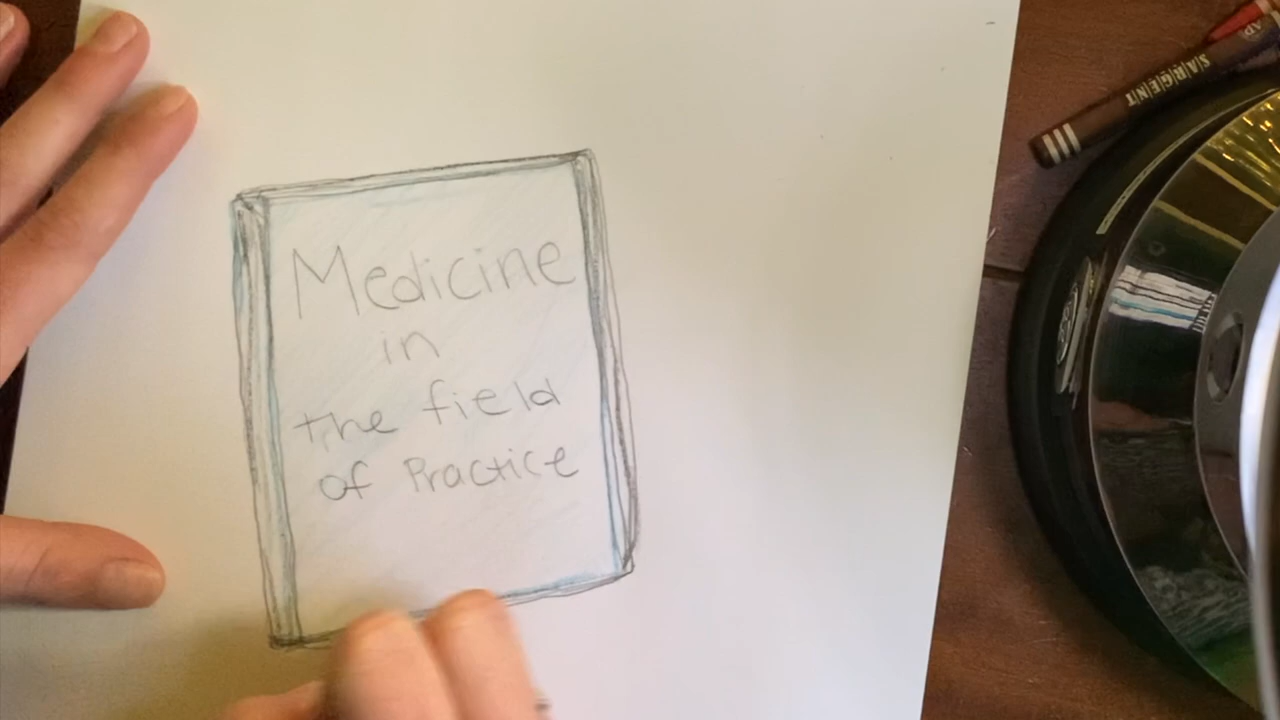 Medicine
in
the field
of Practice
SARGENT